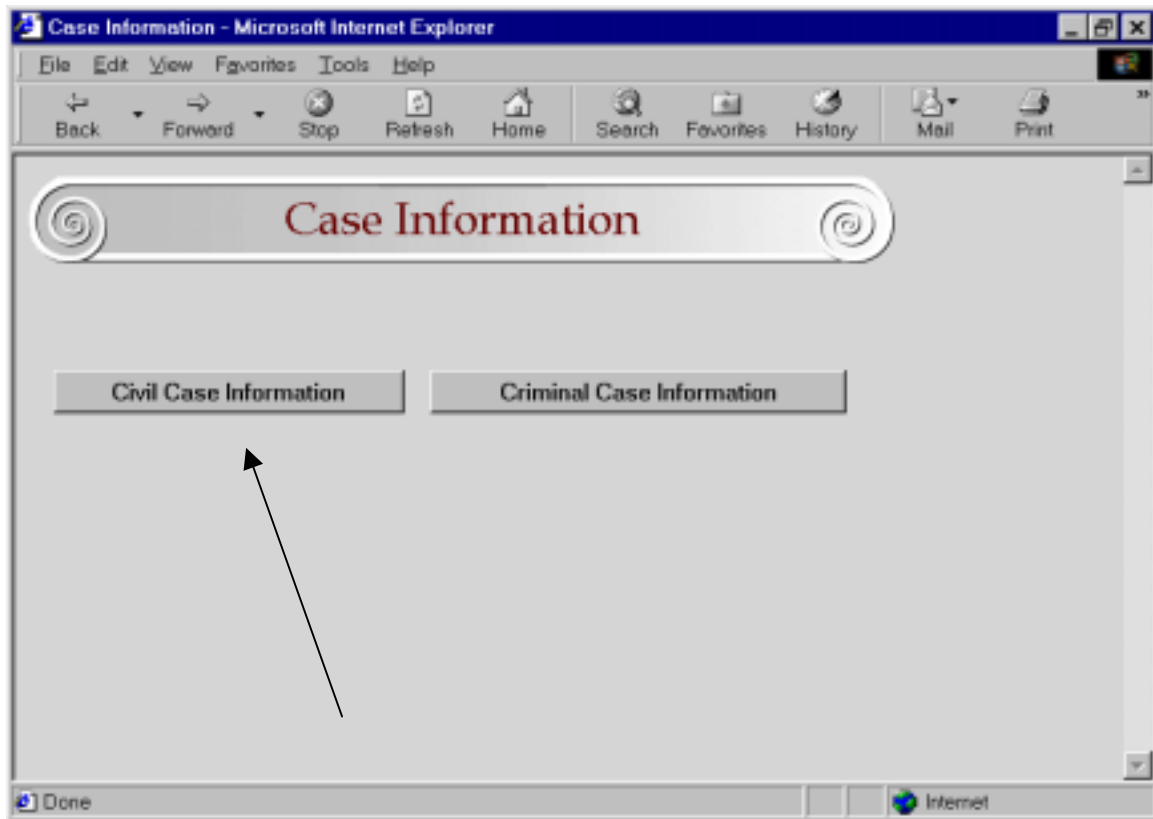 Case Information - Microsoft Internet Explorer
File Edit View Favorites Tools Help
Back Forward Stop Refresh Home Search Favorites History Mail Print
Case Information
Civil Case Information Criminal Case Information
Done Internet